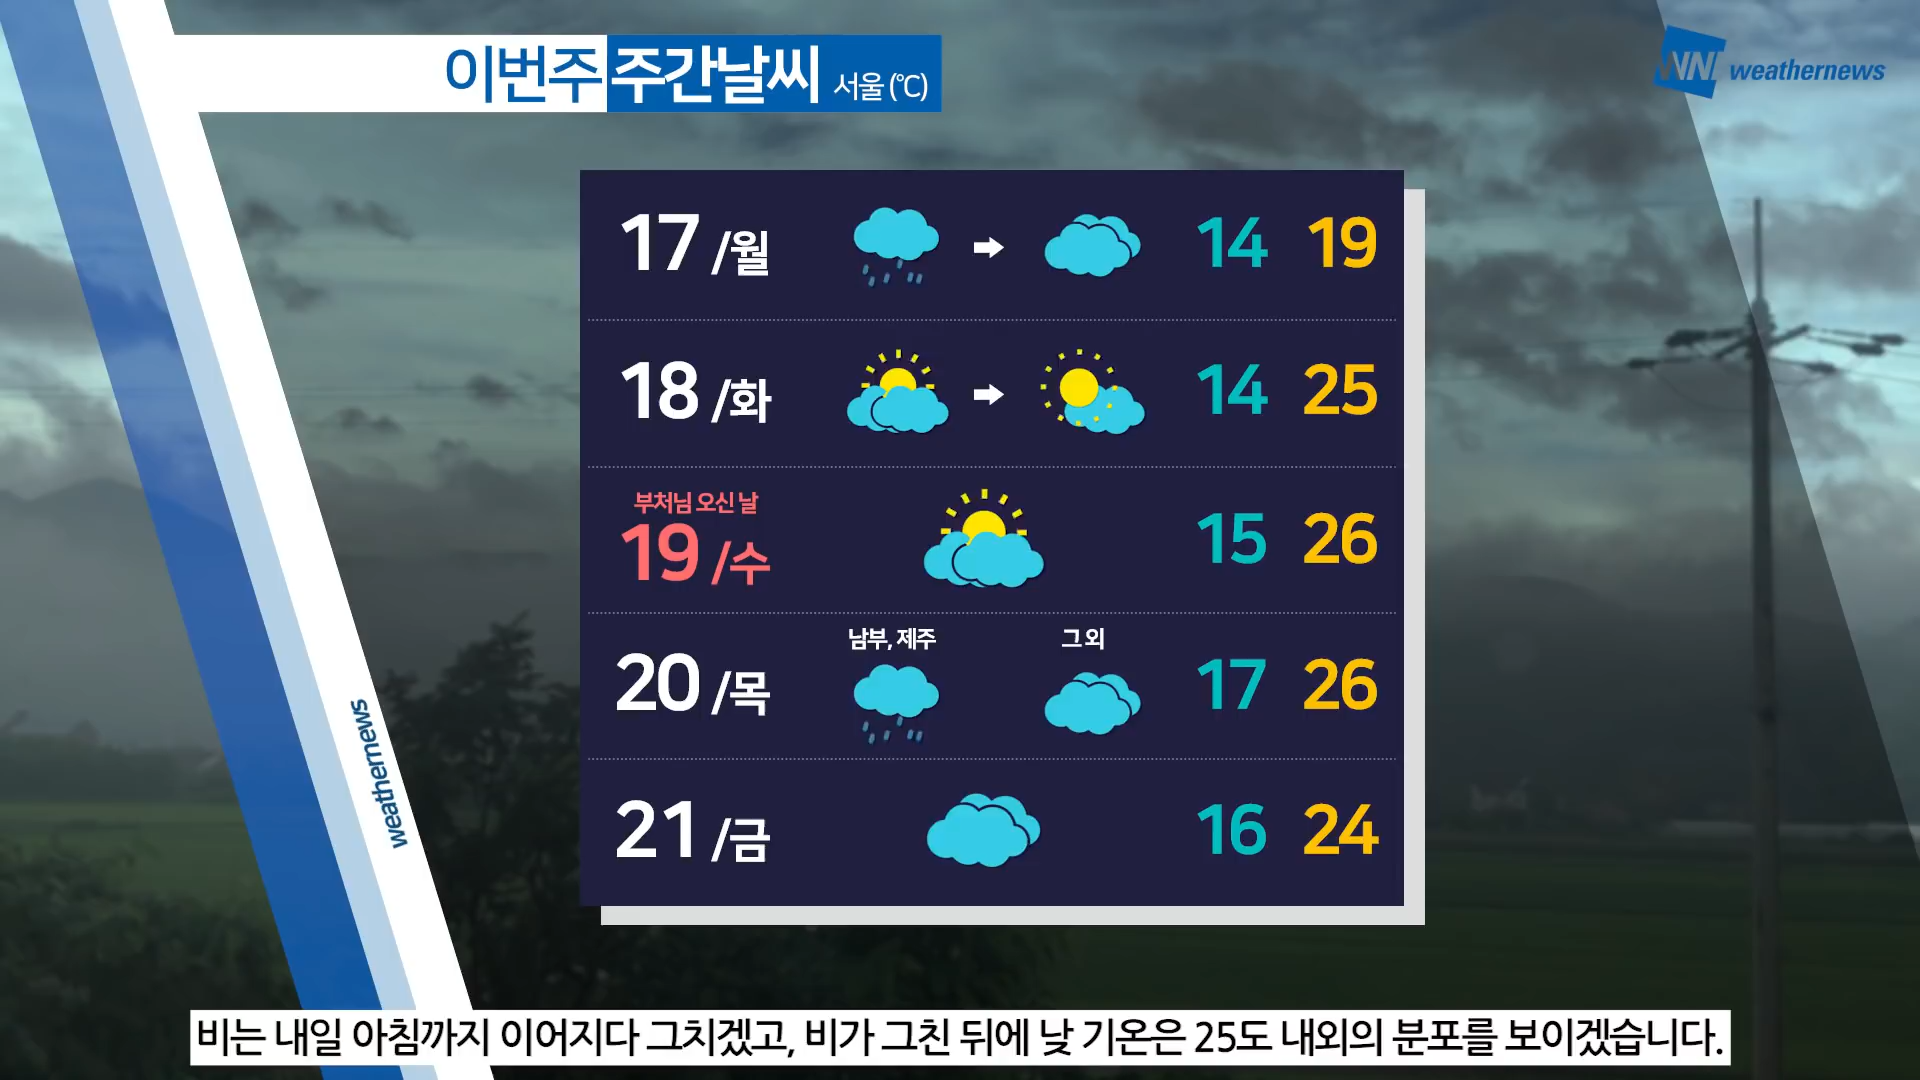 이번주 주간날씨 서울 (℃)
weathernews
17 /월 14 19
18 /화 14 25
부처님 오신 날
19 /수 15 26
남부, 제주 그 외
20 /목 17 26
21 /금 16 24
weathernews
비는 내일 아침까지 이어지다 그치겠고, 비가 그친 뒤에 낮 기온은 25도 내외의 분포를 보이겠습니다.